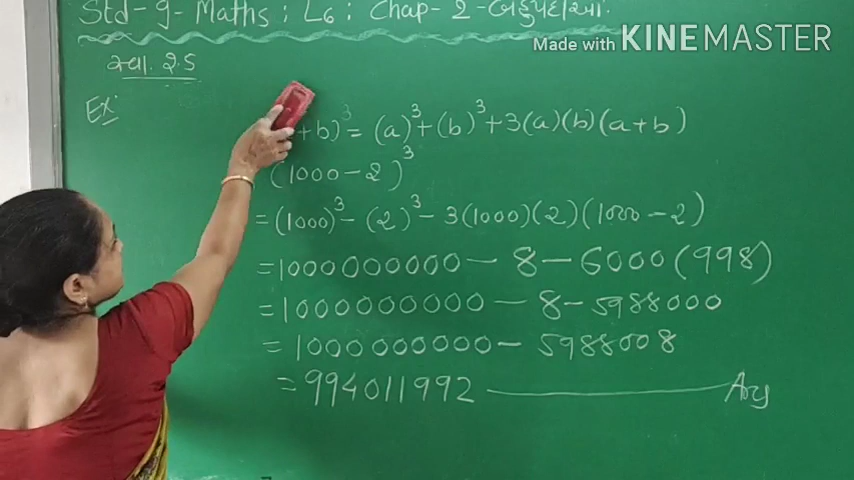 Std-9-Maths : L6 : Chap-2-બહુપદીઓ.
Made with KINEMASTER
સ્વા. 2.5
Ex:
+b)³ = (a)³+(b)³+3(a)(b)(a+b)
(1000-2)³
=(1000)³-(2)³-3(1000)(2)(1000-2)
=1000000000-8-6000(998)
=1000000000-8-5988000
=1000000000-5988008
=994011992 Ans